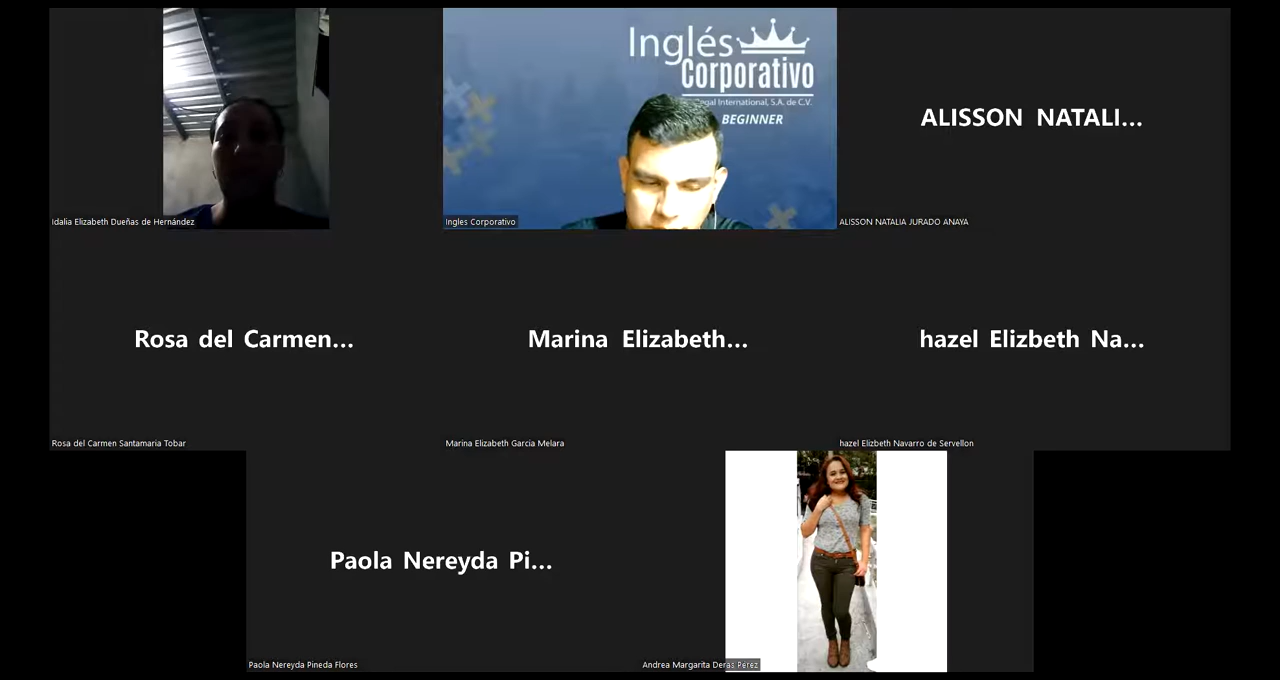 Inglés
Corporativo
Regal International, S.A. de C.V.
BEGINNER
ALISSON NATALI...
Idalia Elizabeth Dueñas de Hernández
Ingles Corporativo
ALISSON NATALIA JURADO ANAYA
Rosa del Carmen...
Marina Elizabeth...
hazel Elizbeth Na...
Rosa del Carmen Santamaria Tobar
Marina Elizabeth Garcia Melara
hazel Elizbeth Navarro de Servellon
Paola Nereyda Pi...
Paola Nereyda Pineda Flores
Andrea Margarita Deras Perez